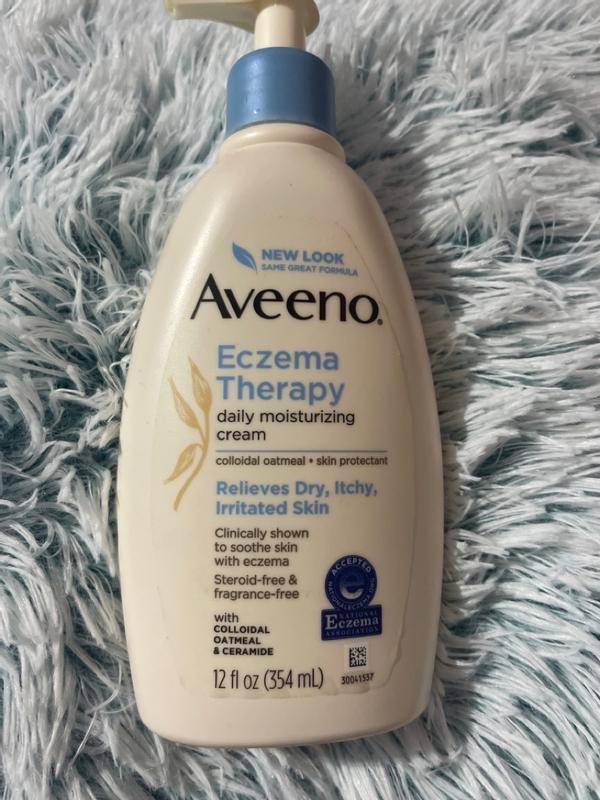 NEW LOOK
SAME GREAT FORMULA
Aveeno®
Eczema
Therapy
daily moisturizing
cream
colloidal oatmeal • skin protectant
Relieves Dry, Itchy,
Irritated Skin
Clinically shown
to soothe skin
with eczema
Steroid-free &
fragrance-free
with
COLLOIDAL
OATMEAL
& CERAMIDE
12 fl oz (354 mL)
ACCEPTED
e
NATIONALECZEMA.ORG
NATIONAL
Eczema
ASSOCIATION
30041537